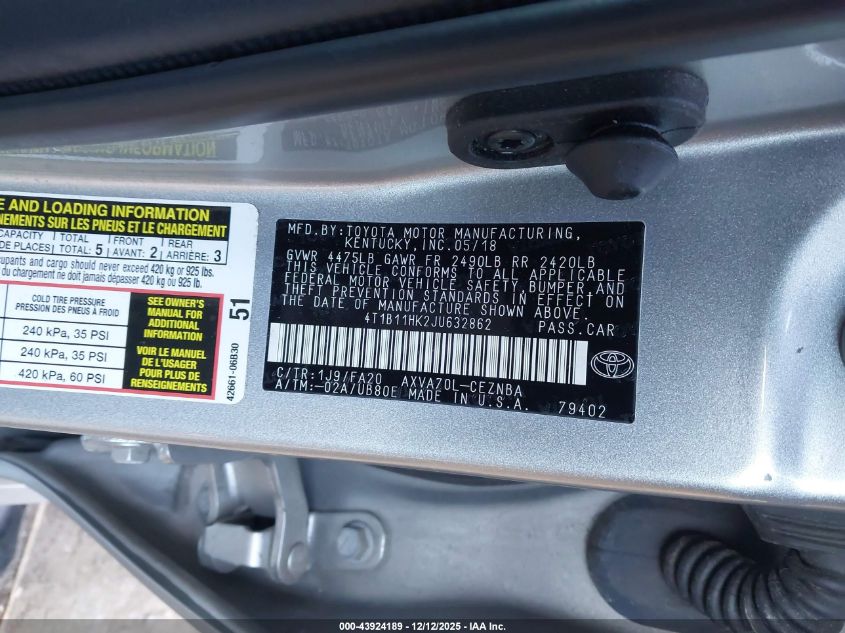 E AND LOADING INFORMATION
NEMENTS SUR LES PNEUS ET LE CHARGEMENT
CAPACITY TOTAL FRONT REAR
DE PLACES TOTAL: 5 AVANT: 2 ARRIÈRE: 3
cupants and cargo should never exceed 420 kg or 925 lbs.
du chargement ne doit jamais dépasser 420 kg ou 925 lb.
COLD TIRE PRESSURE
PRESSION DES PNEUS À FROID
240 kPa, 35 PSI
240 kPa, 35 PSI
420 kPa, 60 PSI
SEE OWNER'S
MANUAL FOR
ADDITIONAL
INFORMATION
VOIR LE MANUEL
DE L'USAGER
POUR PLUS DE
RENSEIGNEMENTS
51
42661-06B30
MFD.BY:TOYOTA MOTOR MANUFACTURING,
KENTUCKY,INC.05/18
GVWR 4475LB GAWR FR 2490LB RR 2420LB
THIS VEHICLE CONFORMS TO ALL APPLICABLE
FEDERAL MOTOR VEHICLE SAFETY, BUMPER, AND
THEFT PREVENTION STANDARDS IN EFFECT ON
THE DATE OF MANUFACTURE SHOWN ABOVE.
4T1B11HK2JU632862 PASS.CAR
C/TR:1J9/FA20 AXVA70L-CEZNBA
A/TM:-02A/UB80E MADE IN U.S.A. 79402
TOYOTA
000-43924189 - 12/12/2025 - IAA Inc.